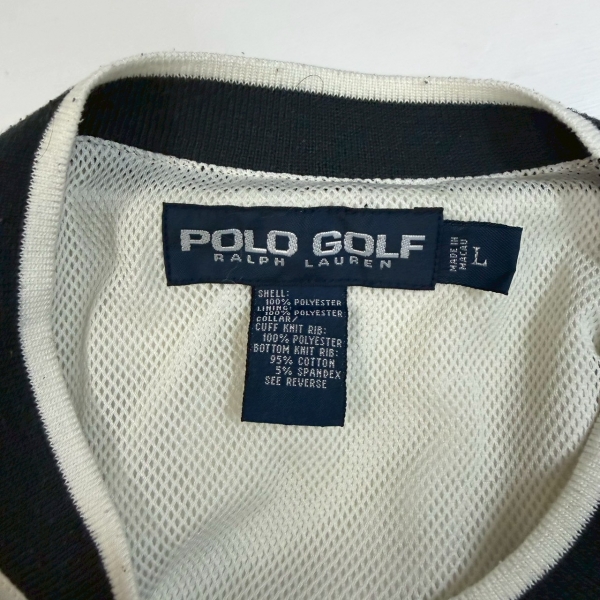 POLO GOLF
RALPH LAUREN
MADE IN
MACAU
L
SHELL:
100% POLYESTER
LINING:
100% POLYESTER
COLLAR/
CUFF KNIT RIB:
100% POLYESTER
BOTTOM KNIT RIB:
95% COTTON
5% SPANDEX
SEE REVERSE